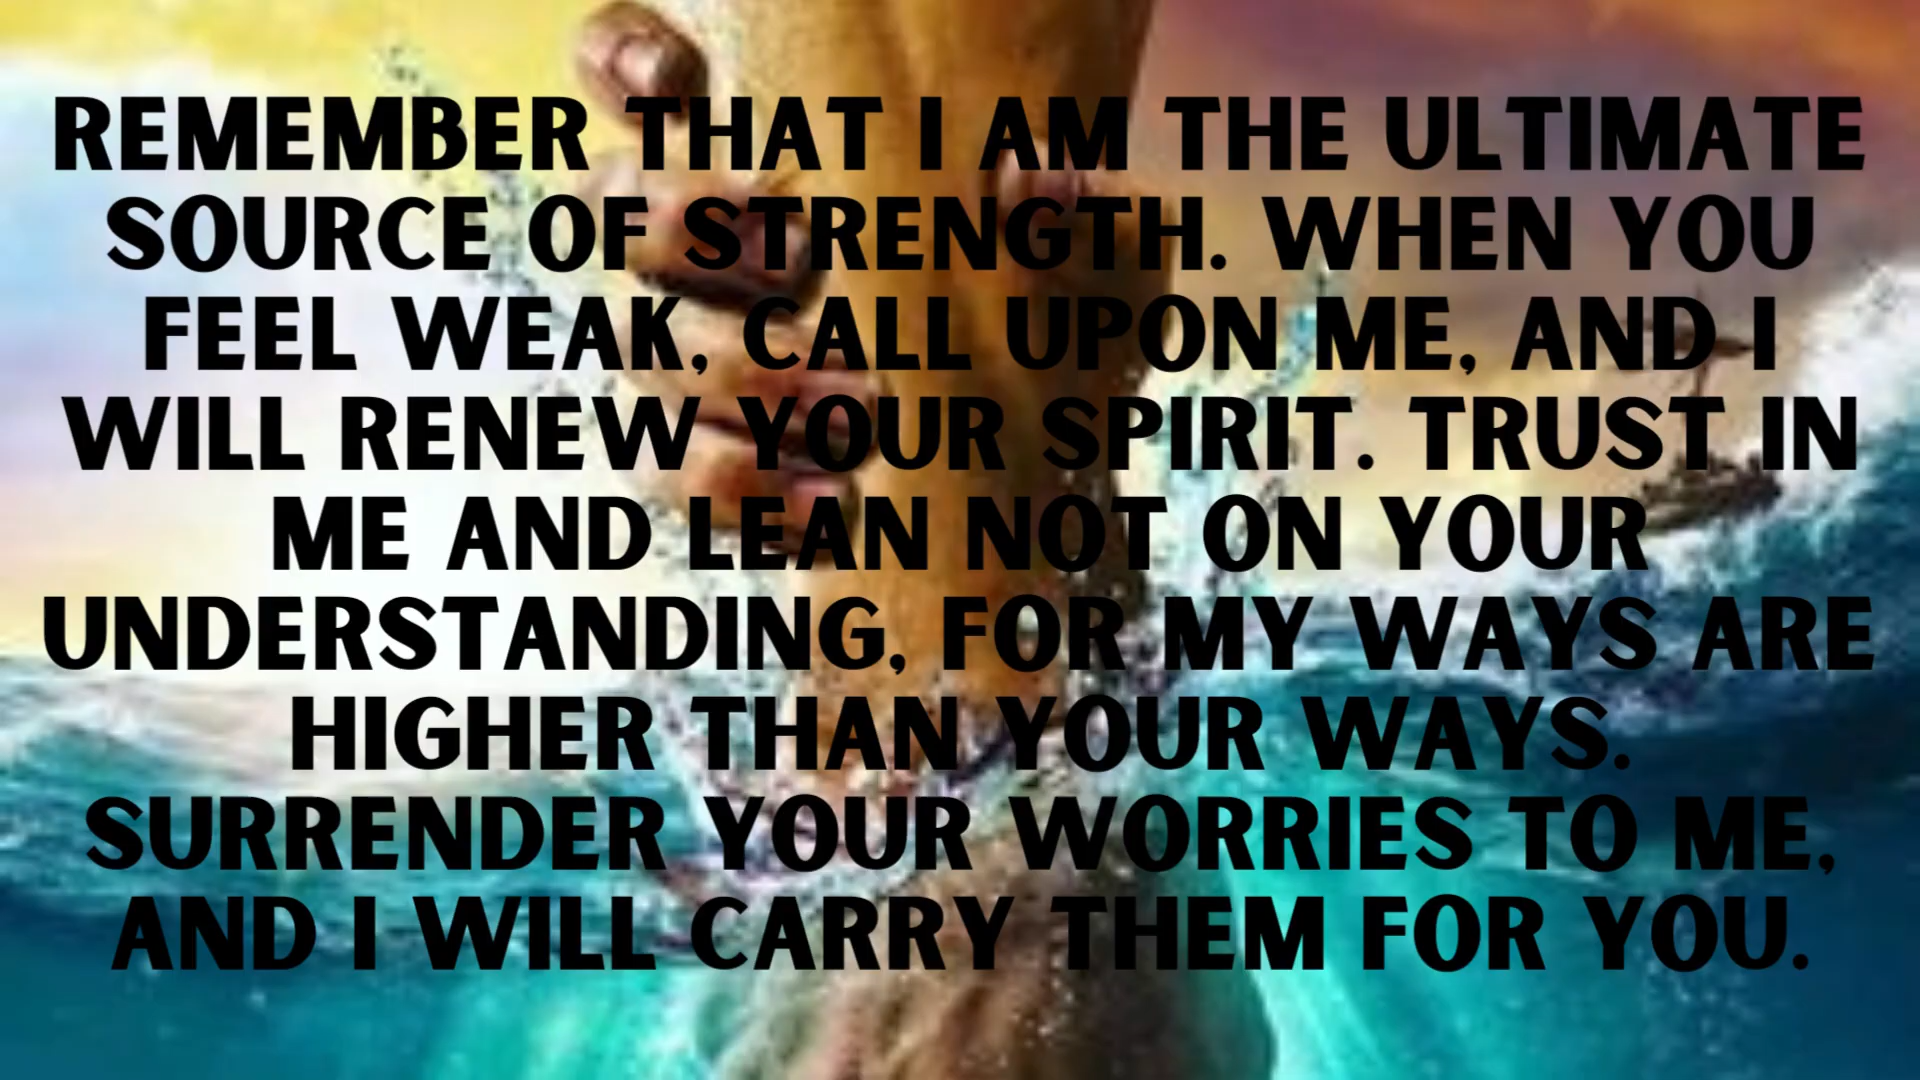 REMEMBER THAT I AM THE ULTIMATE
SOURCE OF STRENGTH. WHEN YOU
FEEL WEAK, CALL UPON ME, AND I
WILL RENEW YOUR SPIRIT. TRUST IN
ME AND LEAN NOT ON YOUR
UNDERSTANDING, FOR MY WAYS ARE
HIGHER THAN YOUR WAYS.
SURRENDER YOUR WORRIES TO ME,
AND I WILL CARRY THEM FOR YOU.